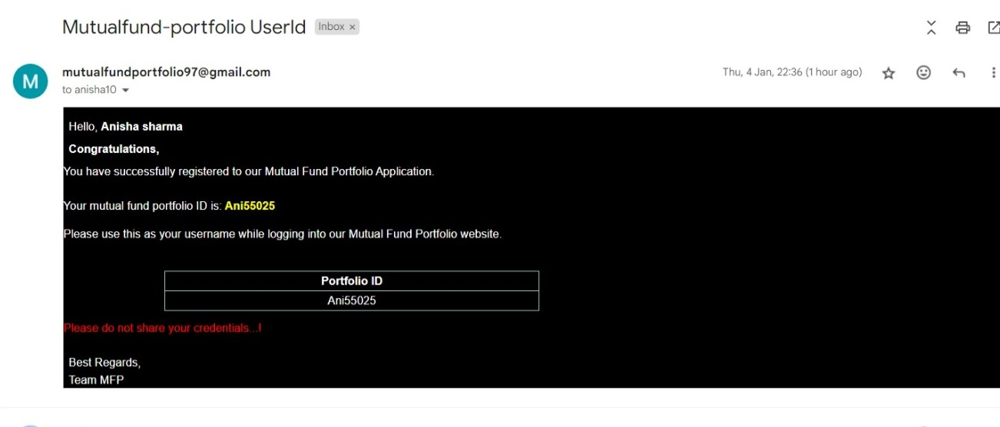 Mutualfund-portfolio UserId Inbox ×
M
mutualfundportfolio97@gmail.com
Thu, 4 Jan, 22:36 (1 hour ago)
to anisha10
Hello, Anisha sharma
Congratulations,
You have successfully registered to our Mutual Fund Portfolio Application.
Your mutual fund portfolio ID is: Ani55025
Please use this as your username while logging into our Mutual Fund Portfolio website.
Portfolio ID
Ani55025
Please do not share your credentials...!
Best Regards,
Team MFP